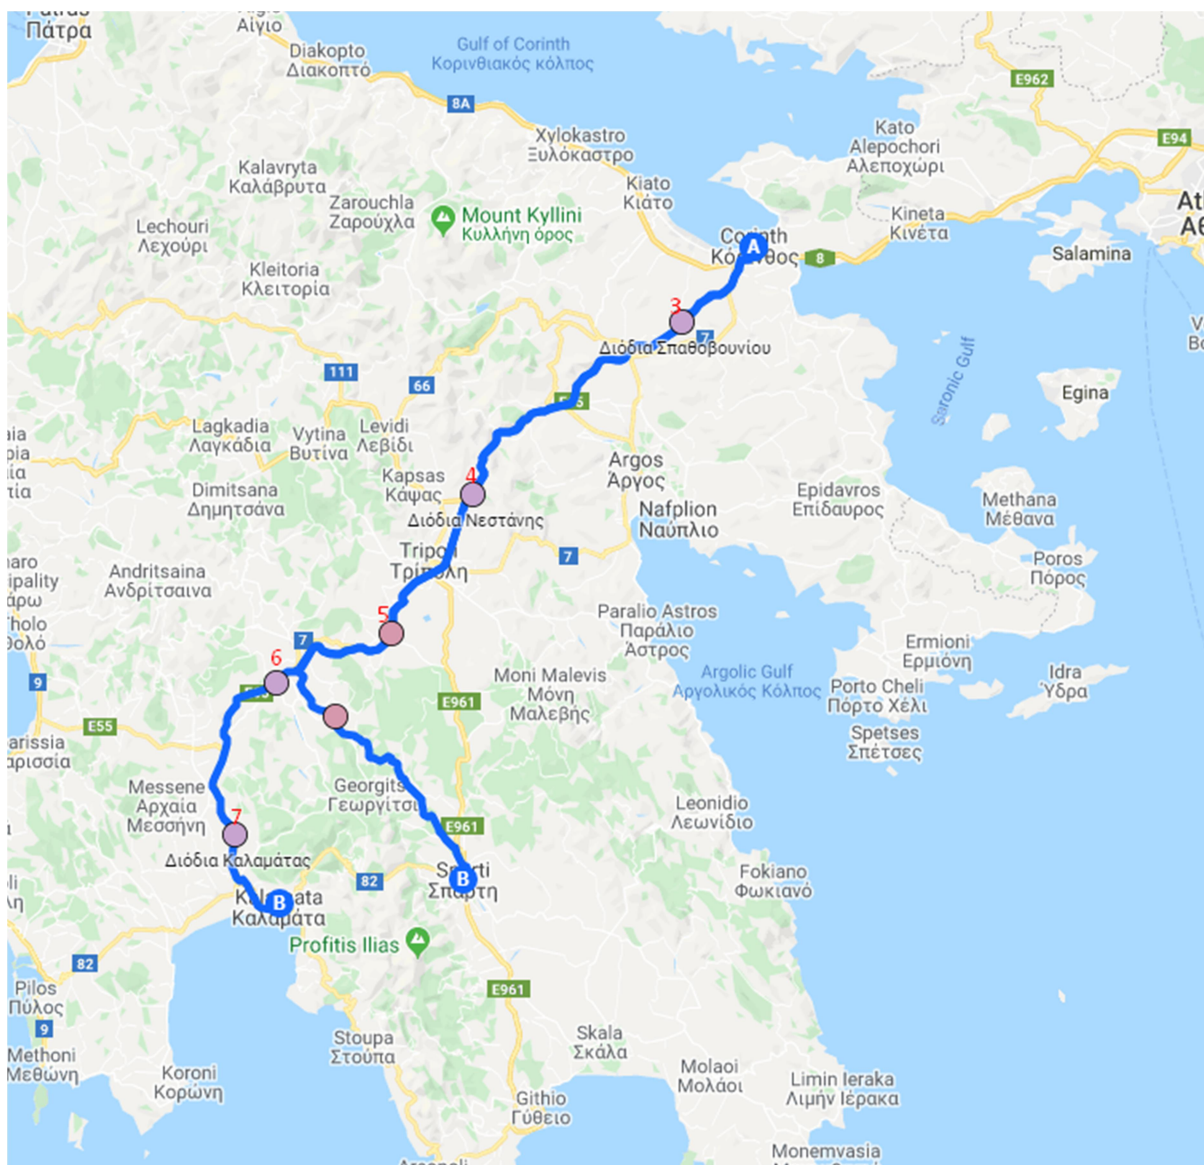 Πάτρα
Αίγιο
Diakopto
Διακοπτό
Gulf of Corinth
Κορινθιακός κόλπος
8A
E962
E94
Xylokastro
Ξυλόκαστρο
Kato
Alepochori
Αλεποχώρι
Kalavryta
Καλάβρυτα
Kiato
Κιάτο
Zarouchla
Ζαρούχλα
Mount Kyllini
Κυλλήνη όρος
Kineta
Κινέτα
Lechouri
Λεχούρι
8
Salamina
Kleitoria
Κλειτορία
A
3
7
Διόδια Σπαθοβουνίου
111
66
Saronic Gulf
Egina
Lagkadia
Λαγκάδια
Vytina
Βυτίνα
Levidi
Λεβίδι
Kapsas
Κάψας
4
Argos
Άργος
Dimitsana
Δημητσάνα
Nafplion
Ναύπλιο
Epidavros
Επίδαυρος
Methana
Μέθανα
Διόδια Νεστάνης
7
Poros
Πόρος
Andritsaina
Ανδρίτσαινα
5
Paralio Astros
Παράλιο
Άστρος
Ermioni
Ερμιόνη
7
6
9
Moni Malevis
Μόνη
Μαλεβής
Argolic Gulf
Αργολικός Κόλπος
Porto Cheli
Πόρτο Χέλι
Idra
Ύδρα
E961
E55
Spetses
Σπέτσες
Messene
Αρχαία
Μεσσήνη
Leonidio
Λεωνίδιο
7
E961
Διόδια Καλαμάτας
82
B
Fokiano
Φωκιανό
B
Καλαμάτα
Profitis Ilias
82
Pilos
Πύλος
E961
9
Stoupa
Στούπα
Skala
Σκάλα
Methoni
Μεθώνη
Koroni
Κορώνη
Molaoi
Μολάοι
Limin Ieraka
Λιμήν Ιέρακα
Githio
Γύθειο
Monemvasia